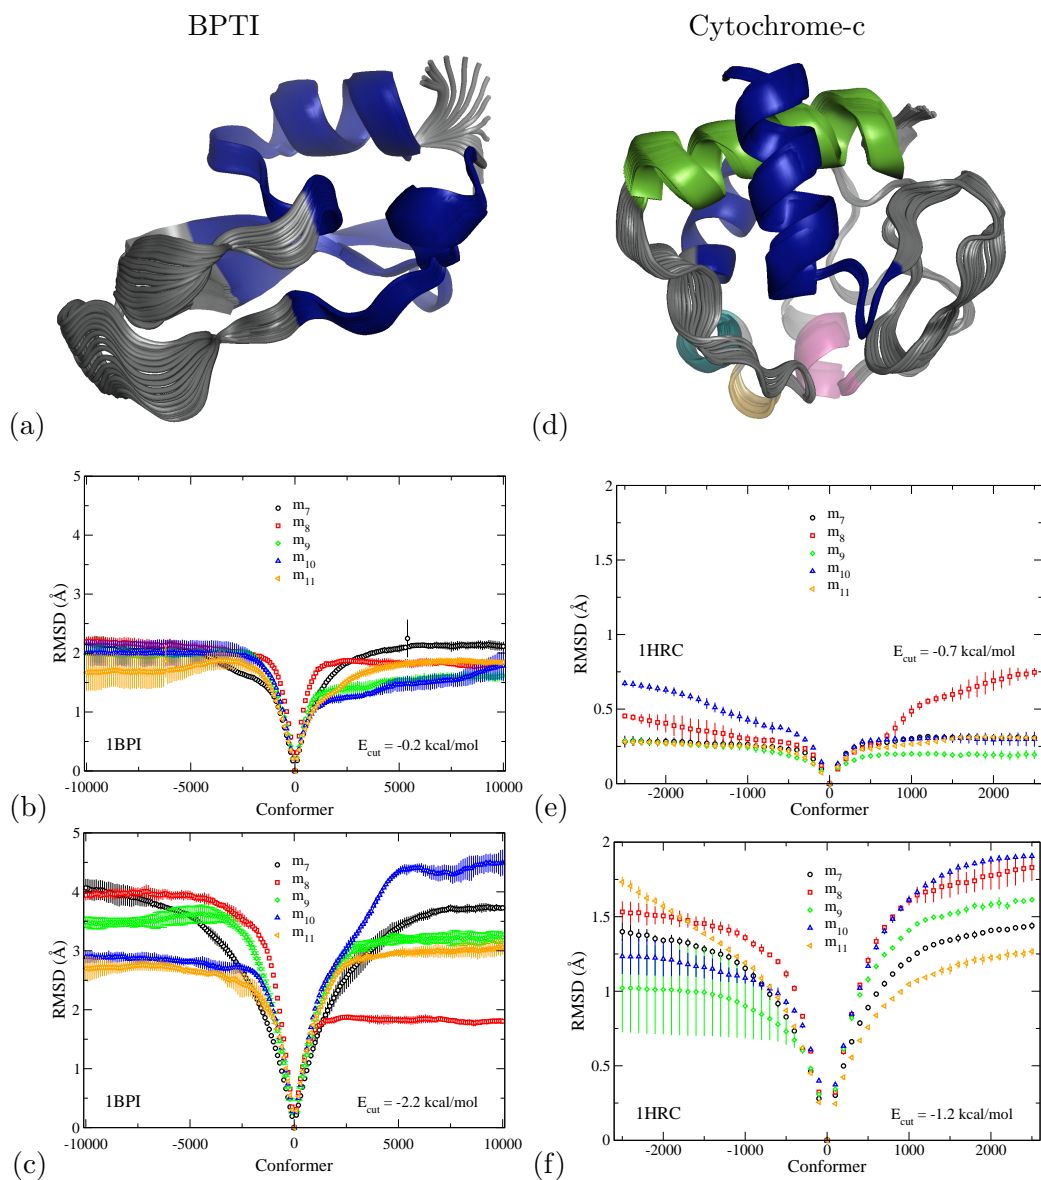 BPTI
Cytochrome-c
(a)
(d)
5
4
3
2
1
0
RMSD (Å)
m7
m8
m9
m10
m11
1BPI
E_cut = -0.2 kcal/mol
-10000 -5000 0 5000 10000
Conformer
(b)
2
1.5
1
0.5
0
RMSD (Å)
m7
m8
m9
m10
m11
1HRC
E_cut = -0.7 kcal/mol
-2000 -1000 0 1000 2000
Conformer
(e)
5
4
3
2
1
0
RMSD (Å)
m7
m8
m9
m10
m11
1BPI
E_cut = -2.2 kcal/mol
-10000 -5000 0 5000 10000
Conformer
(c)
2
1.5
1
0.5
0
RMSD (Å)
m7
m8
m9
m10
m11
1HRC
E_cut = -1.2 kcal/mol
-2000 -1000 0 1000 2000
Conformer
(f)